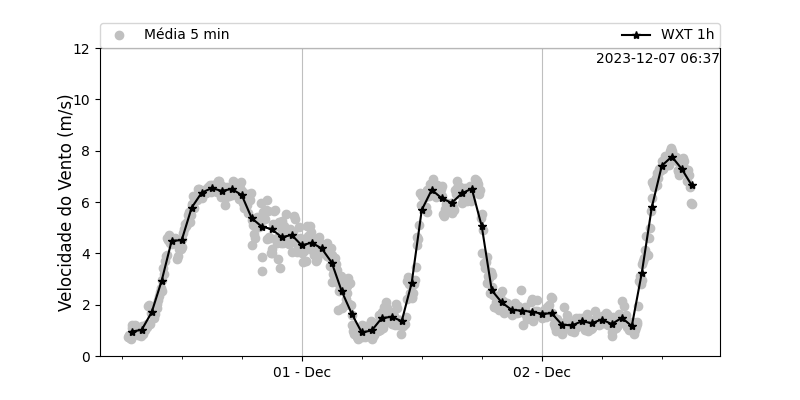 Média 5 min
WXT 1h
2023-12-07 06:37
Velocidade do Vento (m/s)
12
10
8
6
4
2
0
01 - Dec
02 - Dec